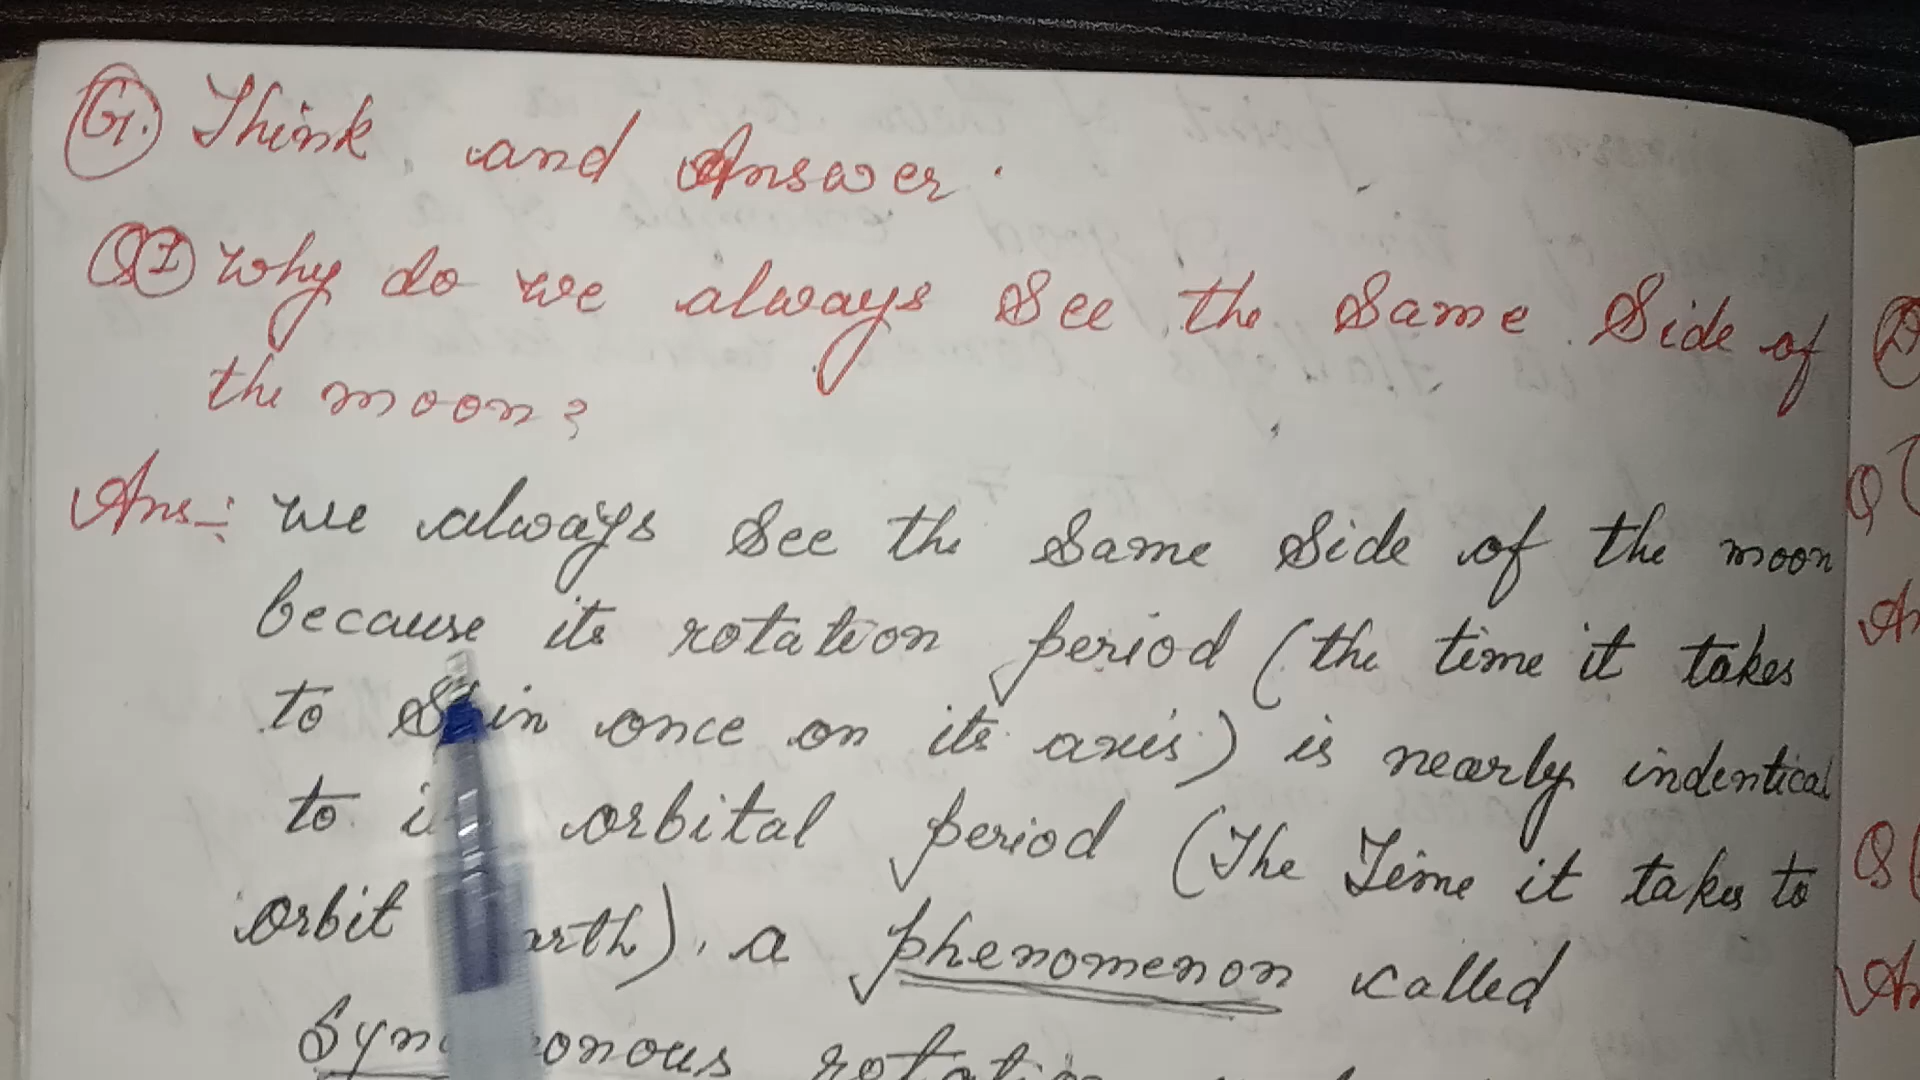 G. Think and Answer.
Q1 Why do we always See the Same Side of
the moon?
Ans:- We always See the Same Side of the moon
because its rotation period (the time it takes
to in once on its axis) is nearly indentical
to orbital period (The Time it takes to
orbit ), a phenomenon called
rotation